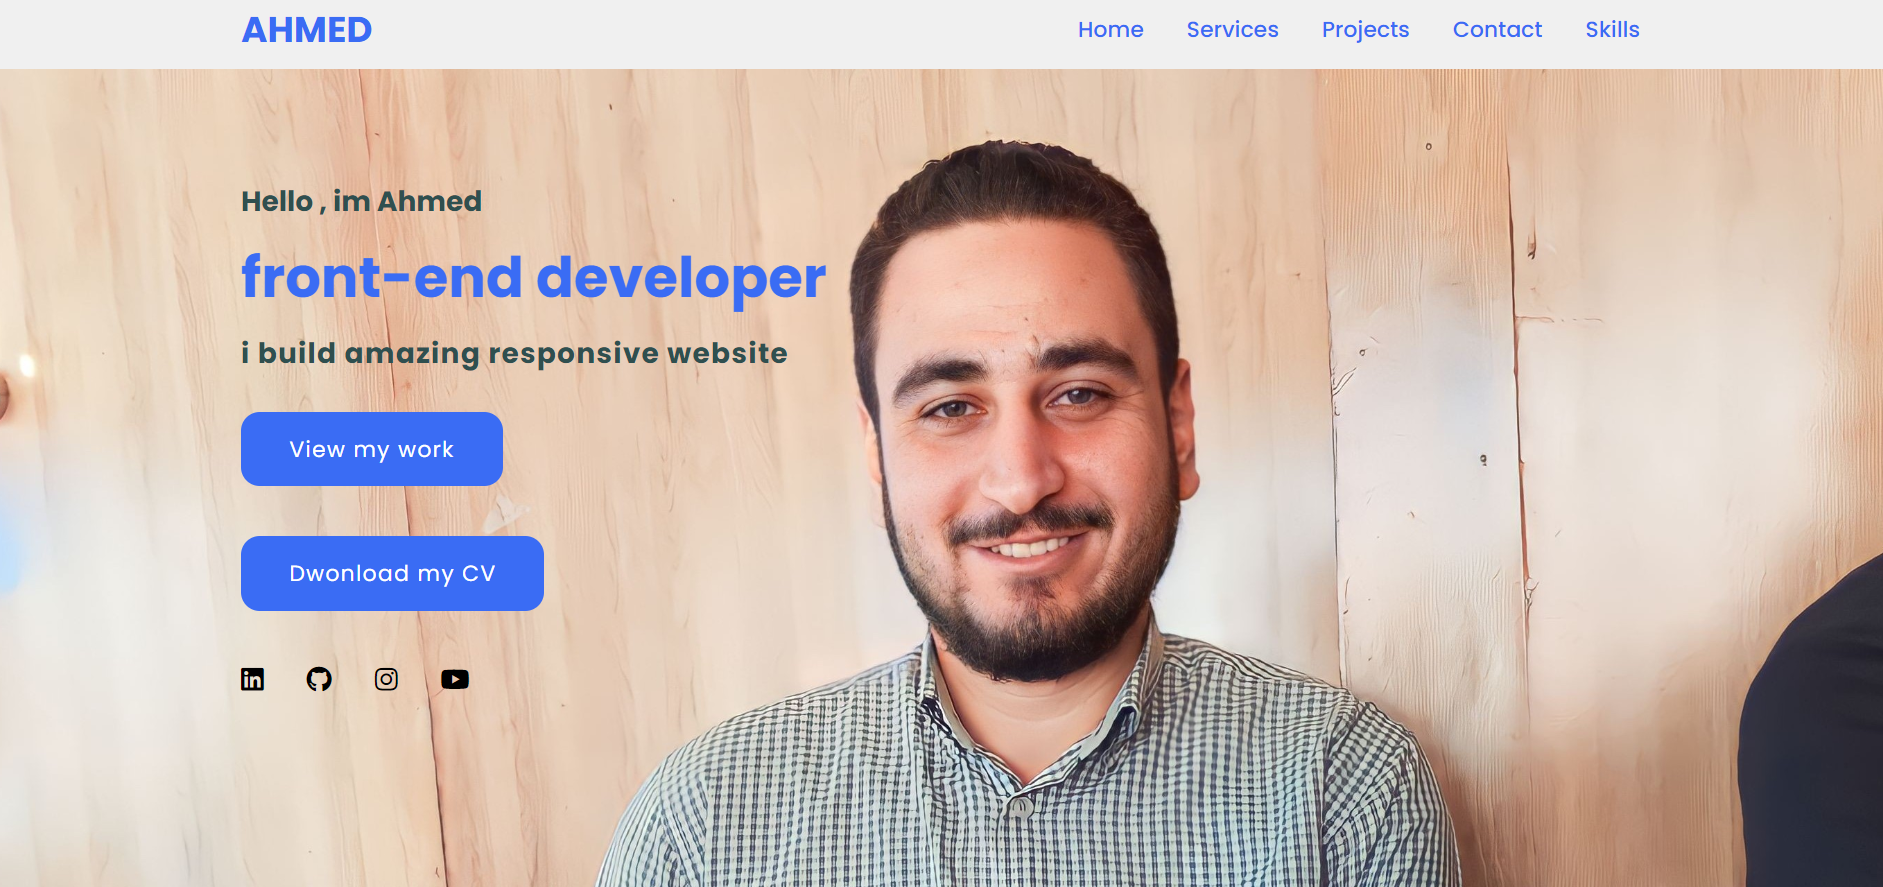 AHMED
Home Services Projects Contact Skills
Hello , im Ahmed
front-end developer
i build amazing responsive website
View my work
Dwonload my CV
in